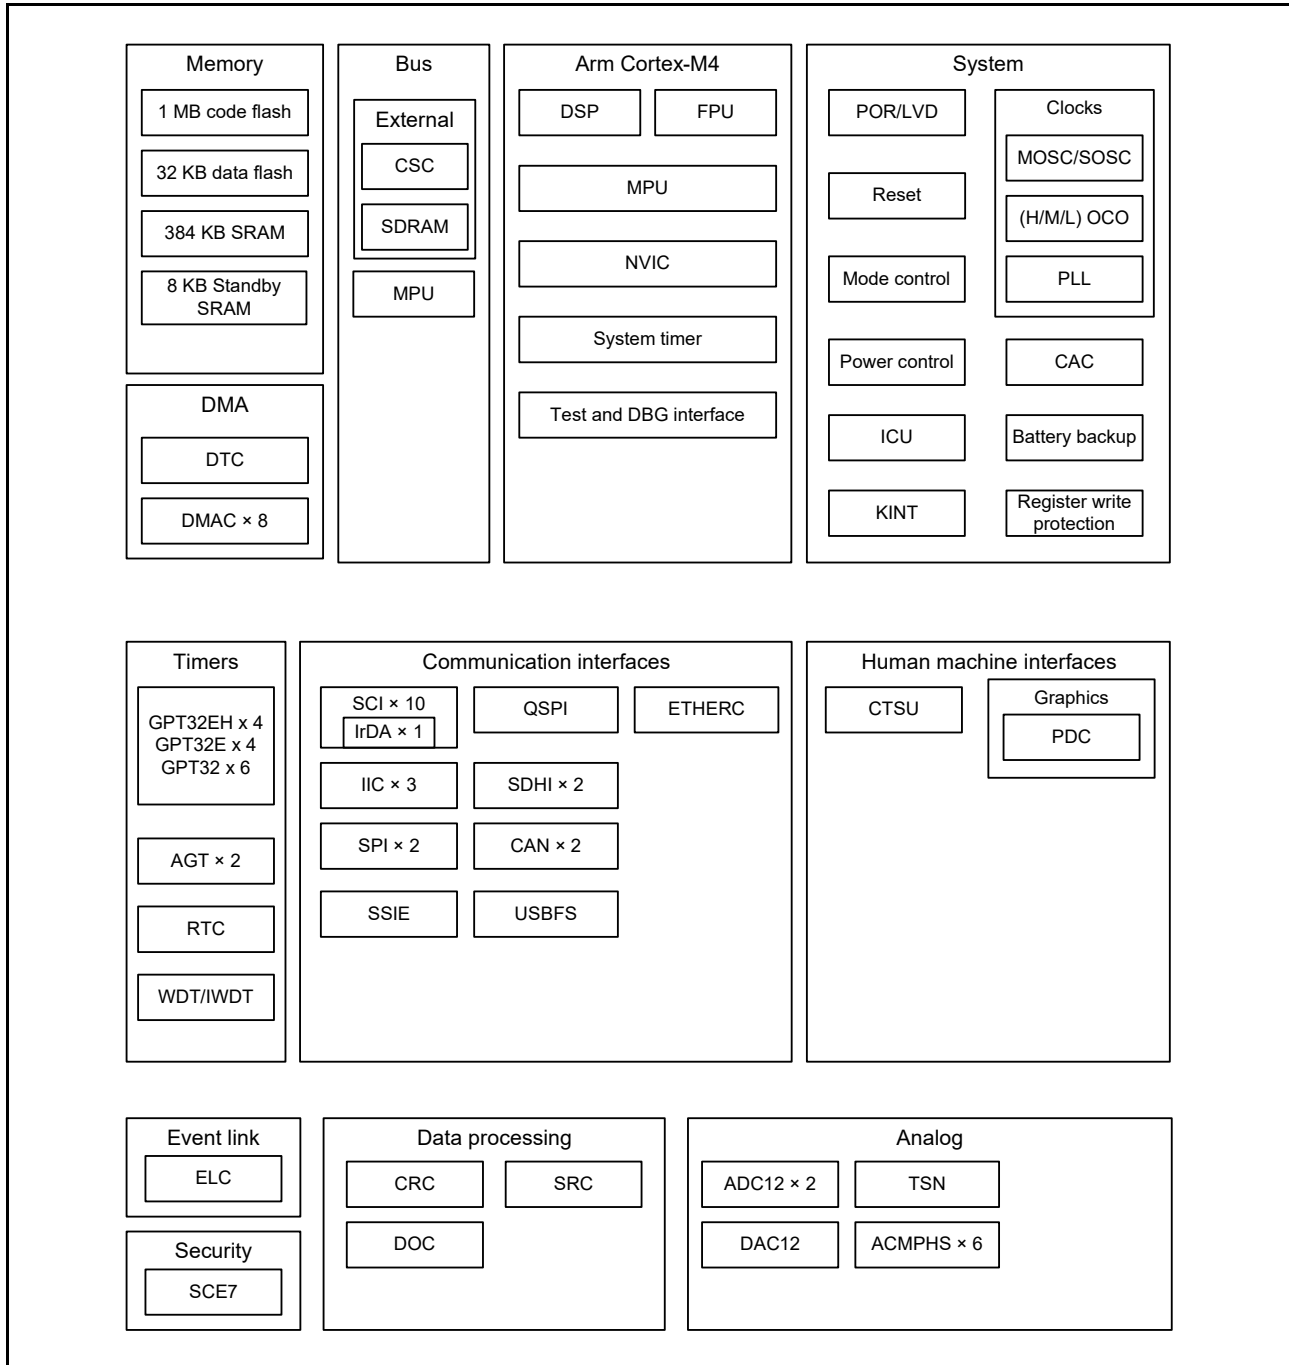 Memory
1 MB code flash
32 KB data flash
384 KB SRAM
8 KB Standby
SRAM
DMA
DTC
DMAC × 8
Bus
External
CSC
SDRAM
MPU
Arm Cortex-M4
DSP
FPU
MPU
NVIC
System timer
Test and DBG interface
System
POR/LVD
Reset
Mode control
Power control
ICU
KINT
Clocks
MOSC/SOSC
(H/M/L) OCO
PLL
CAC
Battery backup
Register write
protection
Timers
GPT32EH x 4
GPT32E x 4
GPT32 x 6
AGT × 2
RTC
WDT/IWDT
Communication interfaces
SCI × 10
IrDA × 1
IIC × 3
SPI × 2
SSIE
QSPI
SDHI × 2
CAN × 2
USBFS
ETHERC
Human machine interfaces
CTSU
Graphics
PDC
Event link
ELC
Security
SCE7
Data processing
CRC
SRC
DOC
Analog
ADC12 × 2
TSN
DAC12
ACMPHS × 6